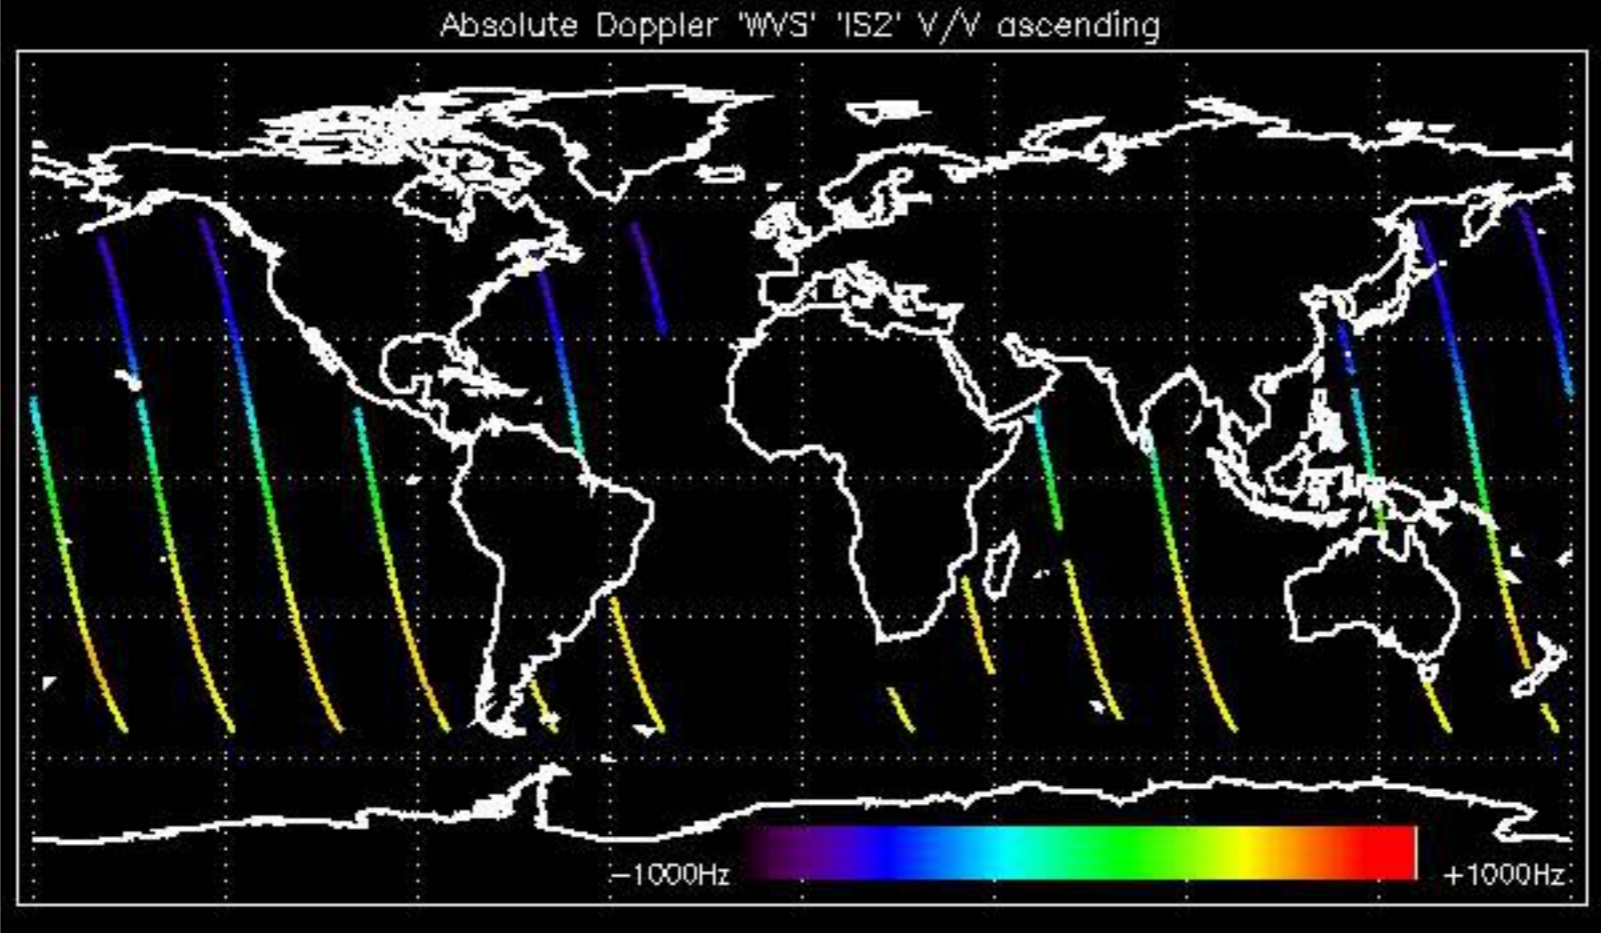 Absolute Doppler 'WVS' 'IS2' V/V ascending
-1000Hz +1000Hz